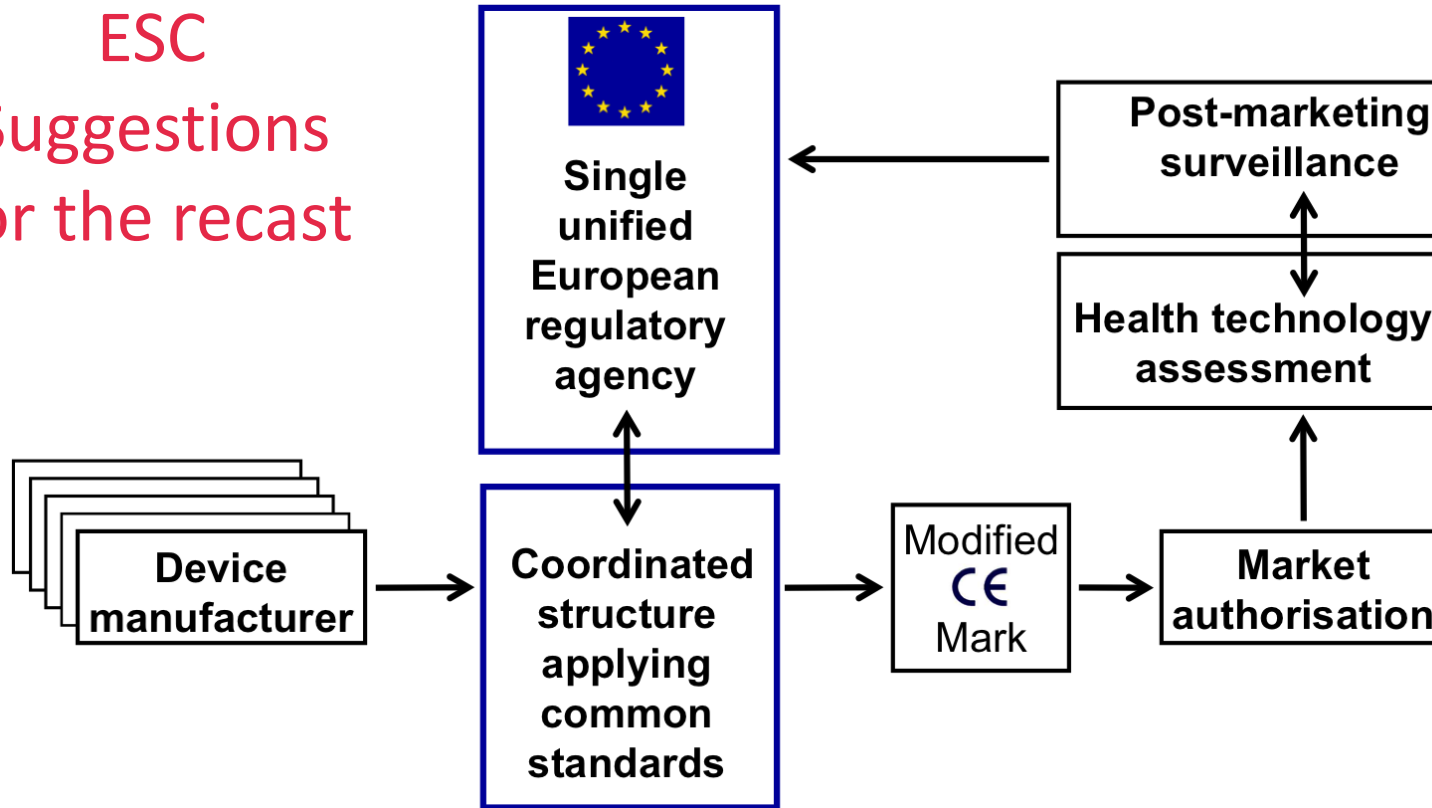 ESC
Suggestions
or the recast
Single
unified
European
regulatory
agency
Post-marketing
surveillance
Health technology
assessment
Device
manufacturer
Coordinated
structure
applying
common
standards
Modified
CE
Mark
Market
authorisation